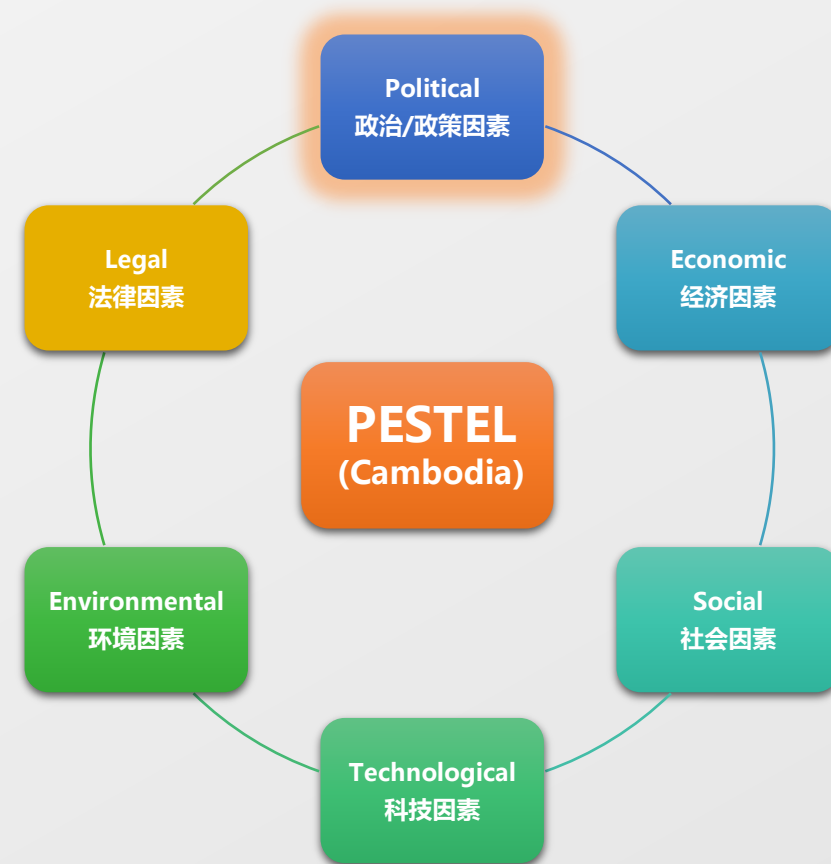 Political
政治/政策因素
Legal
法律因素
Economic
经济因素
PESTEL
(Cambodia)
Environmental
环境因素
Social
社会因素
Technological
科技因素